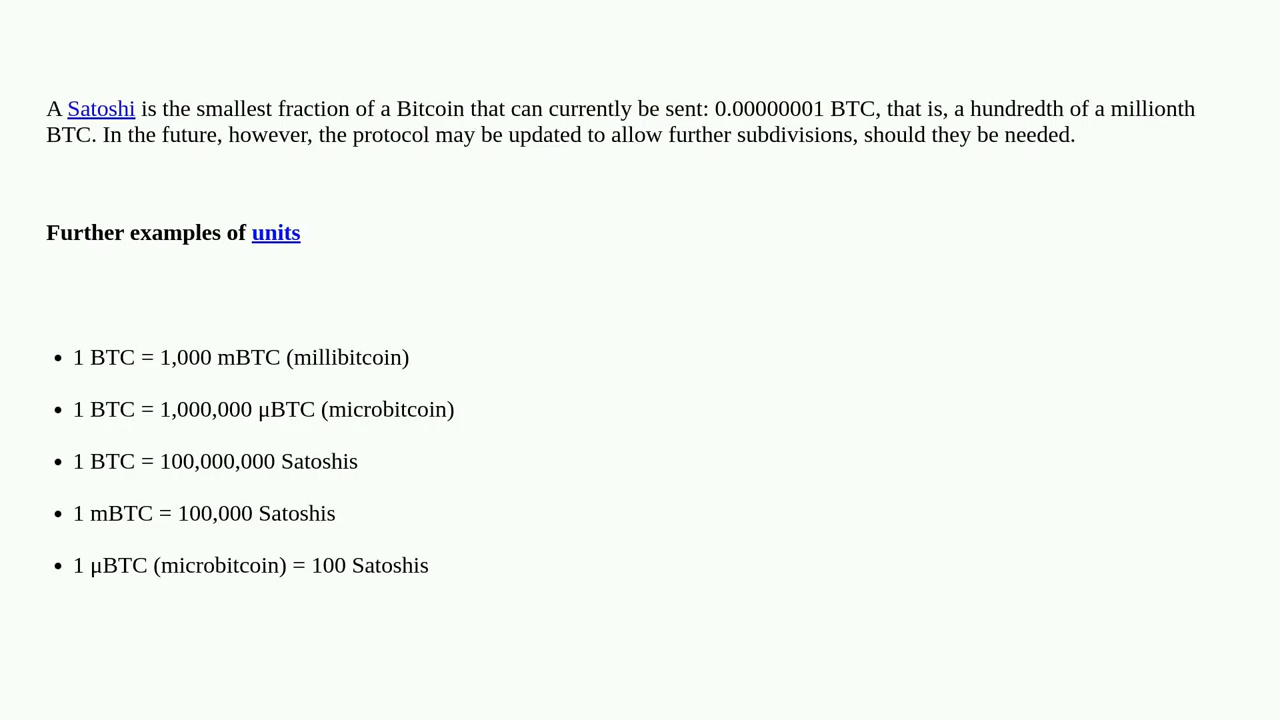 A Satoshi is the smallest fraction of a Bitcoin that can currently be sent: 0.00000001 BTC, that is, a hundredth of a millionth
BTC. In the future, however, the protocol may be updated to allow further subdivisions, should they be needed.
Further examples of units
• 1 BTC = 1,000 mBTC (millibitcoin)
• 1 BTC = 1,000,000 μBTC (microbitcoin)
• 1 BTC = 100,000,000 Satoshis
• 1 mBTC = 100,000 Satoshis
• 1 μBTC (microbitcoin) = 100 Satoshis